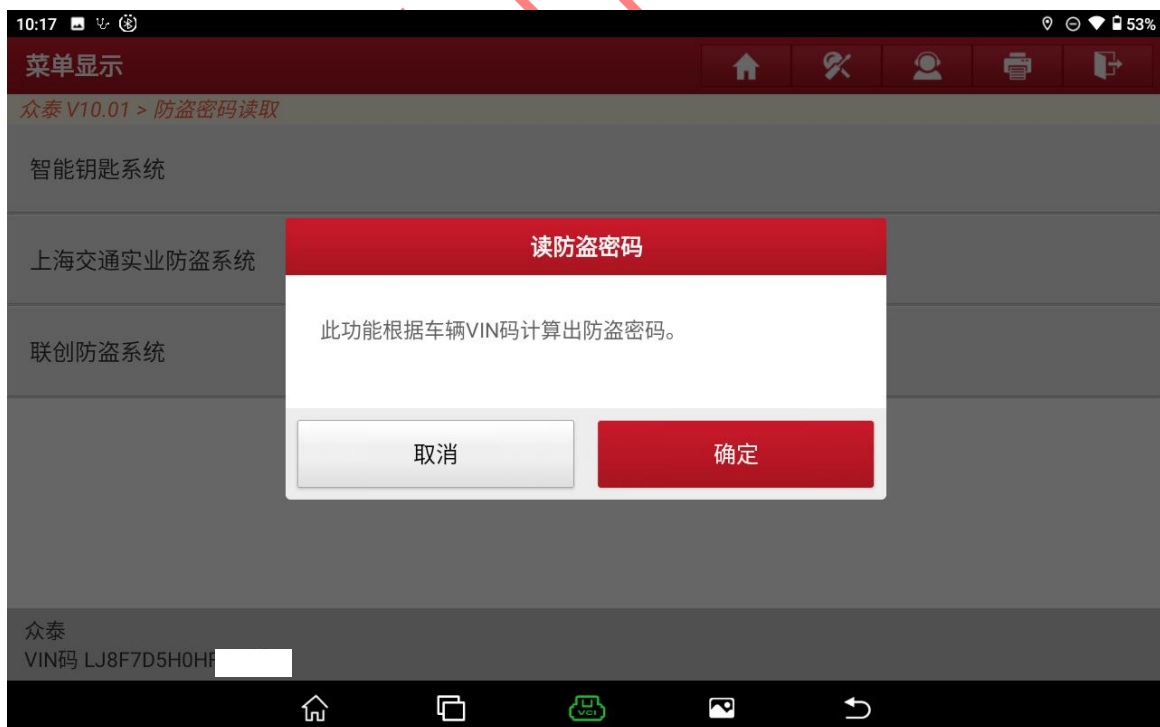 10:17
53%
菜单显示
众泰 V10.01 > 防盗密码读取
智能钥匙系统
上海交通实业防盗系统
联创防盗系统
读防盗密码
此功能根据车辆VIN码计算出防盗密码。
取消
确定
众泰
VIN码 LJ8F7D5H0HF
VCI